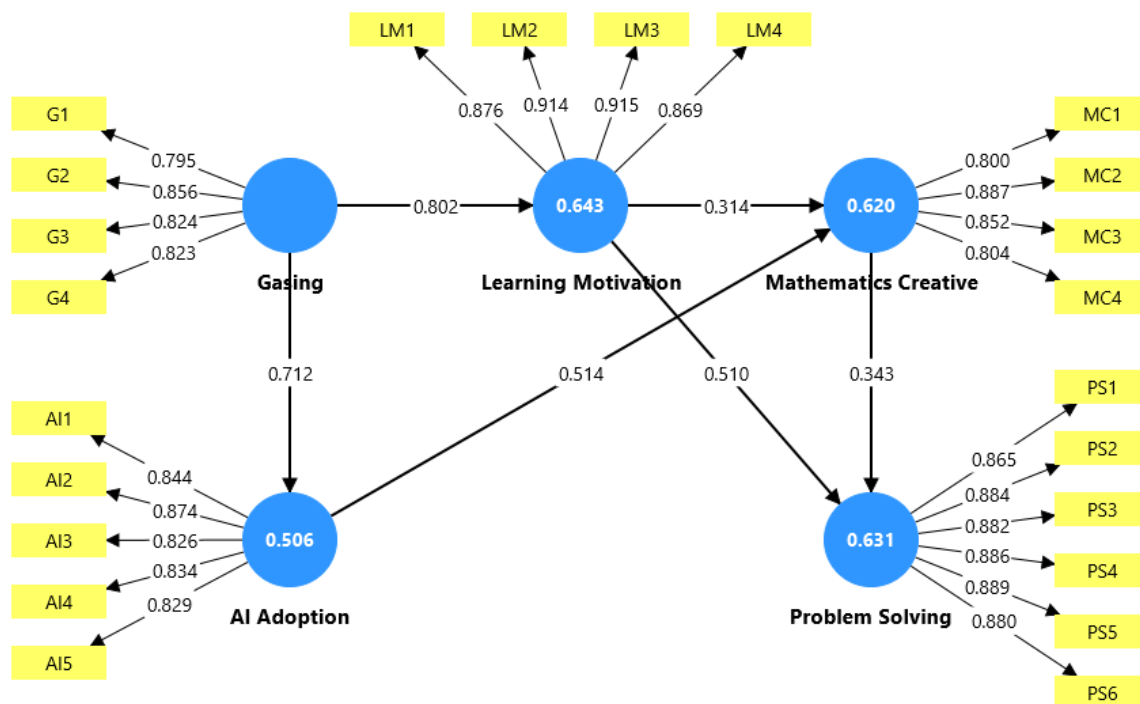 LM1
LM2
LM3
LM4
0.876
0.914
0.915
0.869
G1
G2
G3
G4
0.795
0.856
0.824
0.823
Gasing
0.802
0.643
Learning Motivation
0.314
0.620
Mathematics Creative
0.800
0.887
0.852
0.804
MC1
MC2
MC3
MC4
0.712
0.514
0.510
0.343
AI1
AI2
AI3
AI4
AI5
0.844
0.874
0.826
0.834
0.829
0.506
AI Adoption
0.631
Problem Solving
0.865
0.884
0.882
0.886
0.889
0.880
PS1
PS2
PS3
PS4
PS5
PS6